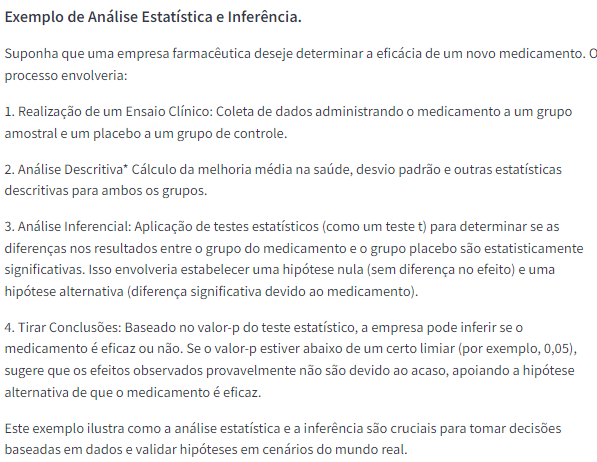 Exemplo de Análise Estatística e Inferência.
Suponha que uma empresa farmacêutica deseje determinar a eficácia de um novo medicamento. O
processo envolveria:
1. Realização de um Ensaio Clínico: Coleta de dados administrando o medicamento a um grupo
amostral e um placebo a um grupo de controle.
2. Análise Descritiva* Cálculo da melhoria média na saúde, desvio padrão e outras estatísticas
descritivas para ambos os grupos.
3. Análise Inferencial: Aplicação de testes estatísticos (como um teste t) para determinar se as
diferenças nos resultados entre o grupo do medicamento e o grupo placebo são estatisticamente
significativas. Isso envolveria estabelecer uma hipótese nula (sem diferença no efeito) e uma
hipótese alternativa (diferença significativa devido ao medicamento).
4. Tirar Conclusões: Baseado no valor-p do teste estatístico, a empresa pode inferir se o
medicamento é eficaz ou não. Se o valor-p estiver abaixo de um certo limiar (por exemplo, 0,05),
sugere que os efeitos observados provavelmente não são devido ao acaso, apoiando a hipótese
alternativa de que o medicamento é eficaz.
Este exemplo ilustra como a análise estatística e a inferência são cruciais para tomar decisões
baseadas em dados e validar hipóteses em cenários do mundo real.